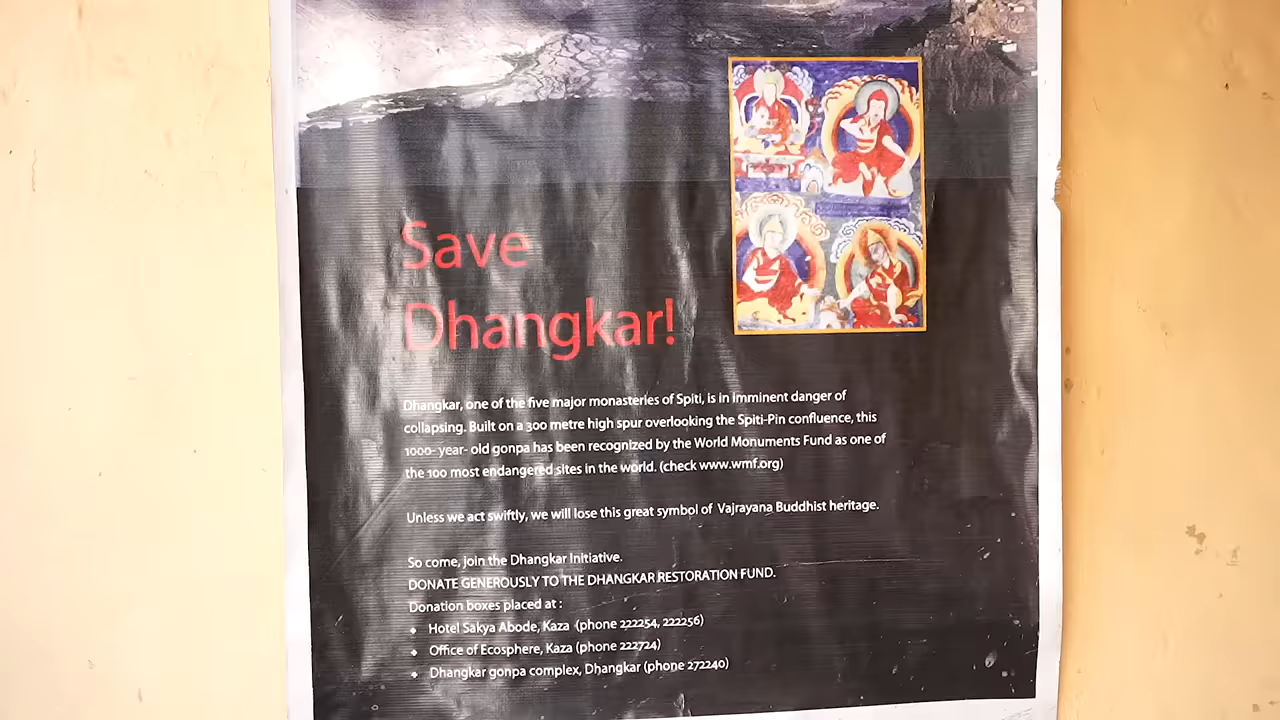 Save
Dhangkar!
Dhangkar, one of the five major monasteries of Spiti, is in imminent danger of
collapsing. Built on a 300 metre high spur overlooking the Spiti-Pin confluence, this
1000- year- old gonpa has been recognized by the World Monuments Fund as one of
the 100 most endangered sites in the world. (check www.wmf.org)
Unless we act swiftly, we will lose this great symbol of Vajrayana Buddhist heritage.
So come, join the Dhangkar Initiative.
DONATE GENEROUSLY TO THE DHANGKAR RESTORATION FUND.
Donation boxes placed at :
• Hotel Sakya Abode, Kaza (phone 222254, 222256)
• Office of Ecosphere, Kaza (phone 222724)
• Dhangkar gonpa complex, Dhangkar (phone 272240)